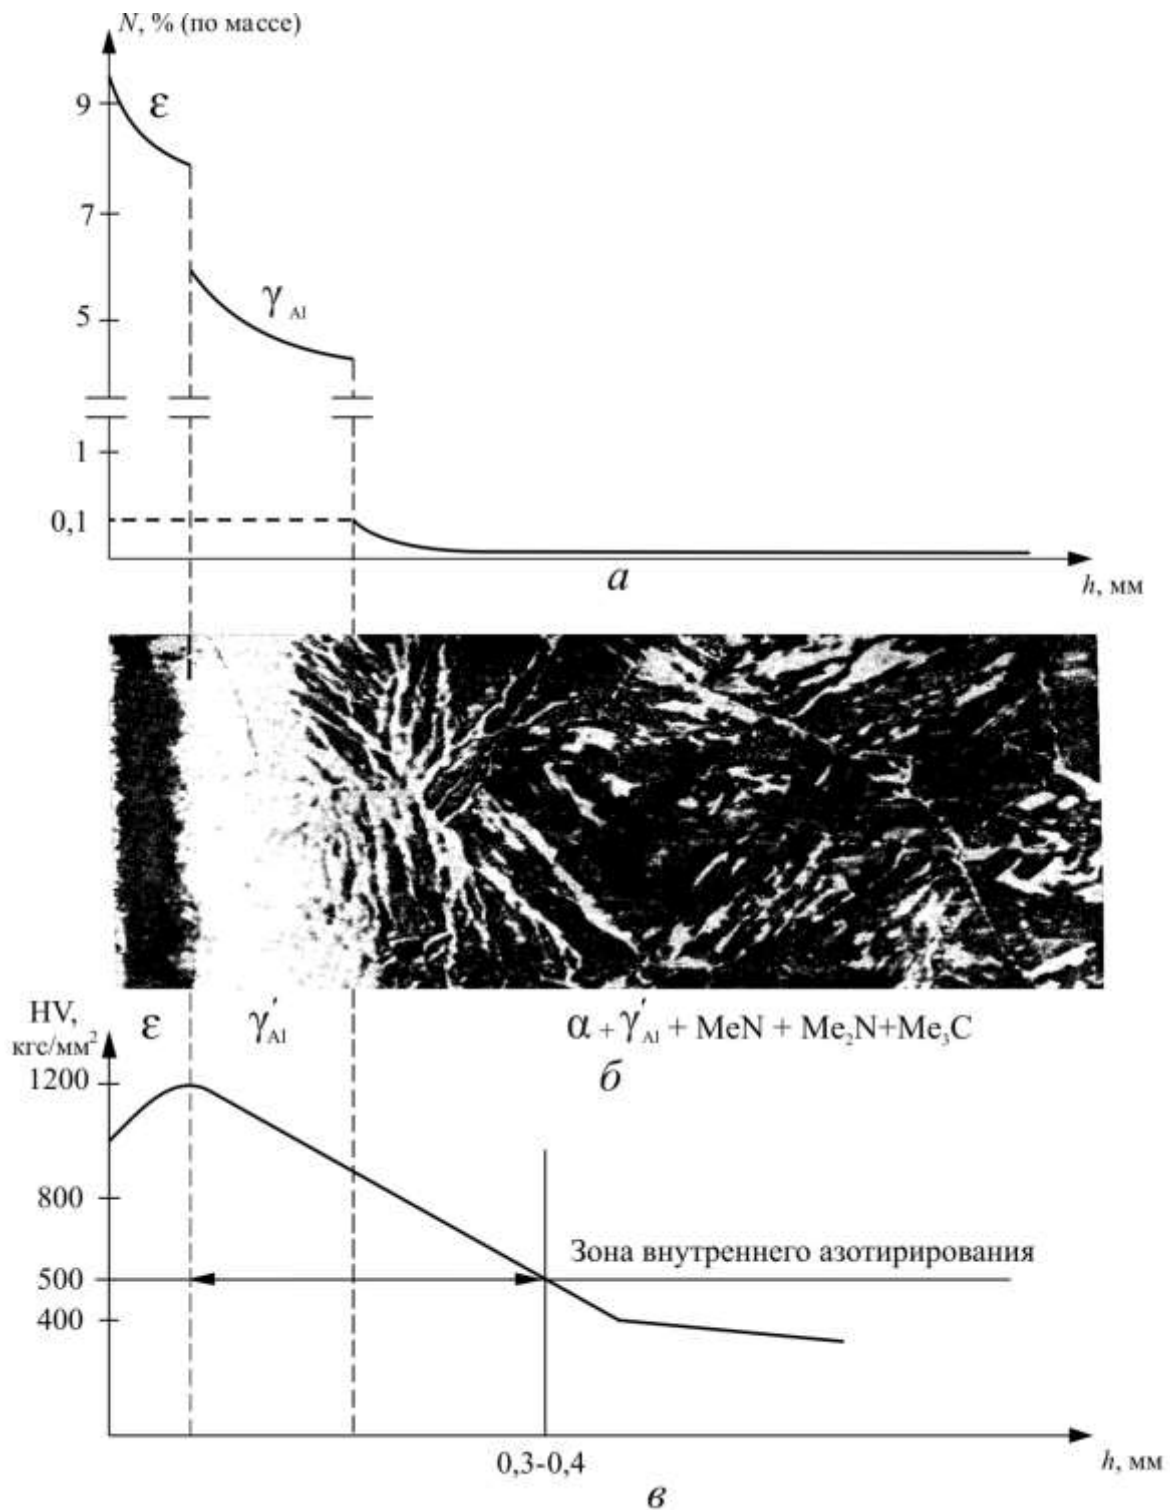 N, % (по массе)
9
ε
7
γ Al
5
1
0,1
а
h, мм
HV,
кгс/мм²
ε
γ′Al
α + γ′Al + MeN + Me₂N+Me₃C
б
1200
800
Зона внутреннего азотирирования
500
400
0,3-0,4
h, мм
в